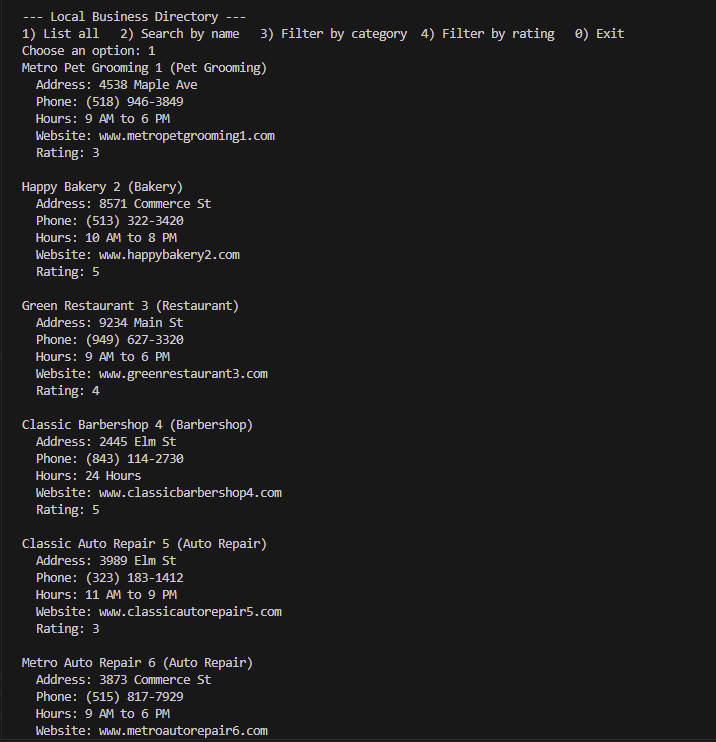 --- Local Business Directory ---
1) List all   2) Search by name   3) Filter by category  4) Filter by rating   0) Exit
Choose an option: 1
Metro Pet Grooming 1 (Pet Grooming)
  Address: 4538 Maple Ave
  Phone: (518) 946-3849
  Hours: 9 AM to 6 PM
  Website: www.metropetgrooming1.com
  Rating: 3

Happy Bakery 2 (Bakery)
  Address: 8571 Commerce St
  Phone: (513) 322-3420
  Hours: 10 AM to 8 PM
  Website: www.happybakery2.com
  Rating: 5

Green Restaurant 3 (Restaurant)
  Address: 9234 Main St
  Phone: (949) 627-3320
  Hours: 9 AM to 6 PM
  Website: www.greenrestaurant3.com
  Rating: 4

Classic Barbershop 4 (Barbershop)
  Address: 2445 Elm St
  Phone: (843) 114-2730
  Hours: 24 Hours
  Website: www.classicbarbershop4.com
  Rating: 5

Classic Auto Repair 5 (Auto Repair)
  Address: 3989 Elm St
  Phone: (323) 183-1412
  Hours: 11 AM to 9 PM
  Website: www.classicautorepair5.com
  Rating: 3

Metro Auto Repair 6 (Auto Repair)
  Address: 3873 Commerce St
  Phone: (515) 817-7929
  Hours: 9 AM to 6 PM
  Website: www.metroautorepair6.com